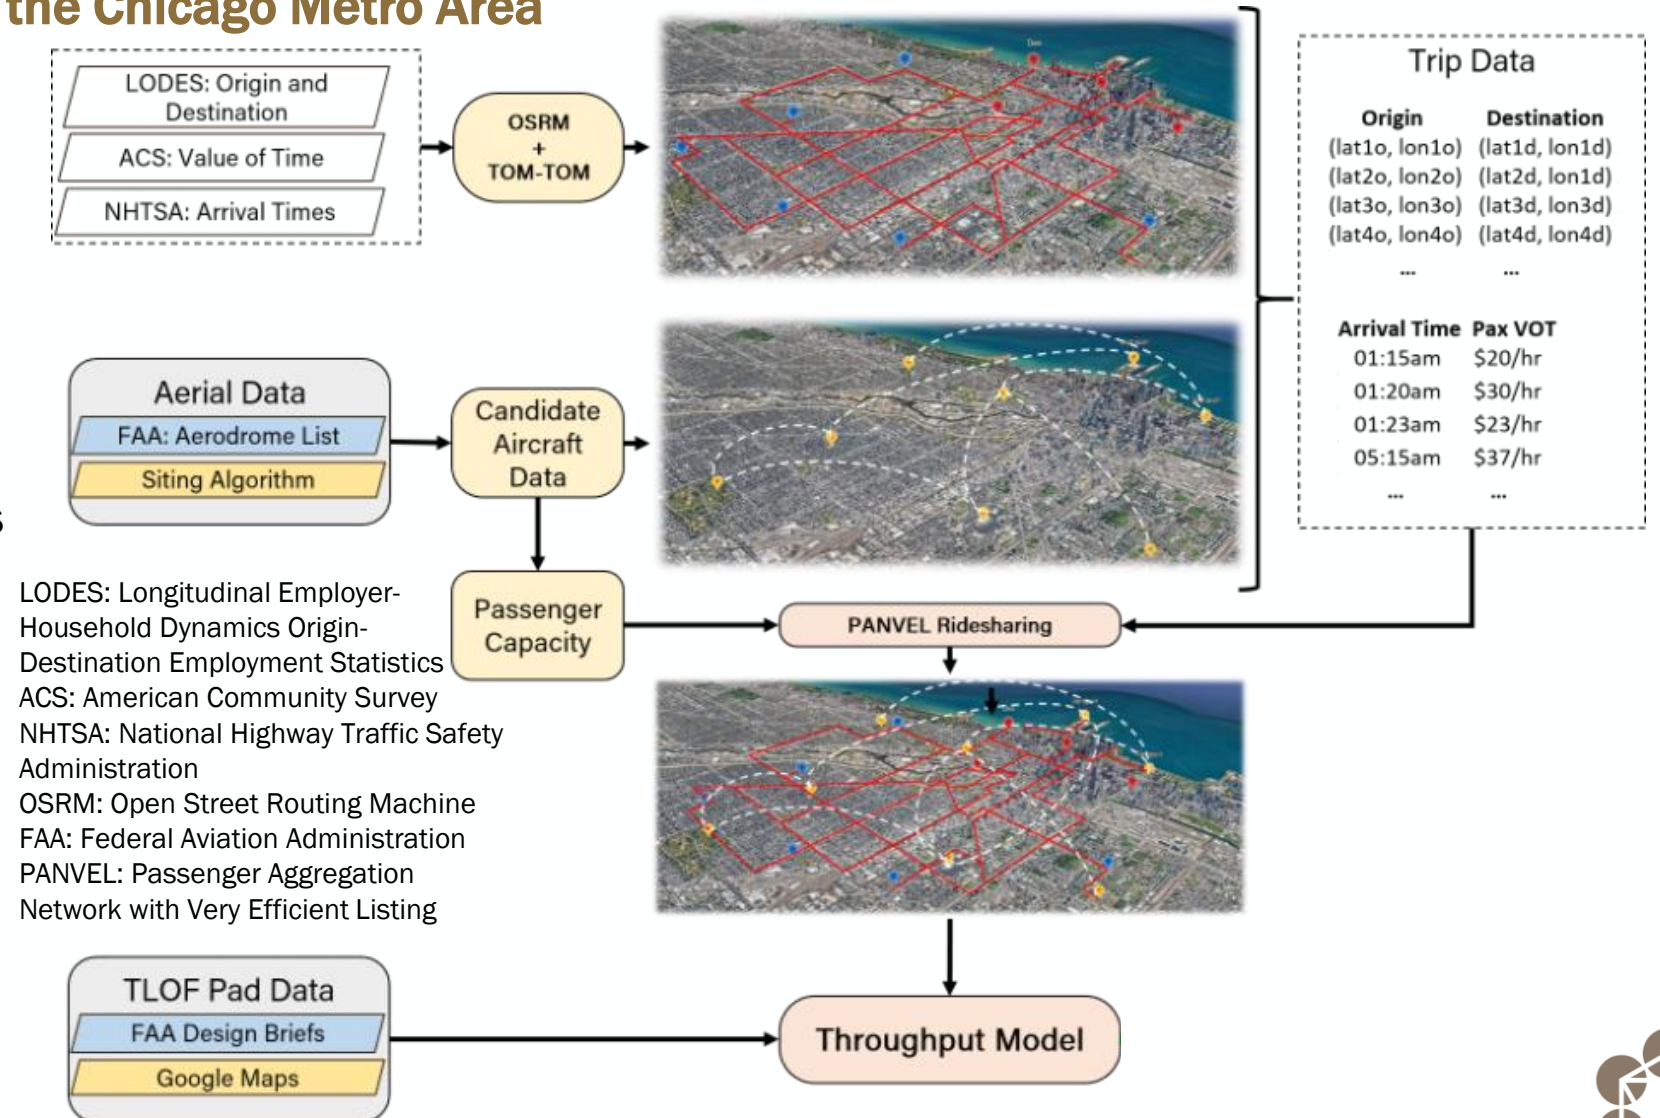 the Chicago Metro Area
LODES: Origin and
Destination
ACS: Value of Time
NHTSA: Arrival Times
OSRM
+
TOM-TOM
Trip Data
Origin Destination
(lat1o, lon1o) (lat1d, lon1d)
(lat2o, lon2o) (lat2d, lon1d)
(lat3o, lon3o) (lat3d, lon3d)
(lat4o, lon4o) (lat4d, lon4d)
... ...
Arrival Time Pax VOT
01:15am $20/hr
01:20am $30/hr
01:23am $23/hr
05:15am $37/hr
... ...
Aerial Data
FAA: Aerodrome List
Siting Algorithm
Candidate
Aircraft
Data
s
LODES: Longitudinal Employer-
Household Dynamics Origin-
Destination Employment Statistics
ACS: American Community Survey
NHTSA: National Highway Traffic Safety
Administration
OSRM: Open Street Routing Machine
FAA: Federal Aviation Administration
PANVEL: Passenger Aggregation
Network with Very Efficient Listing
Passenger
Capacity
PANVEL Ridesharing
TLOF Pad Data
FAA Design Briefs
Google Maps
Throughput Model